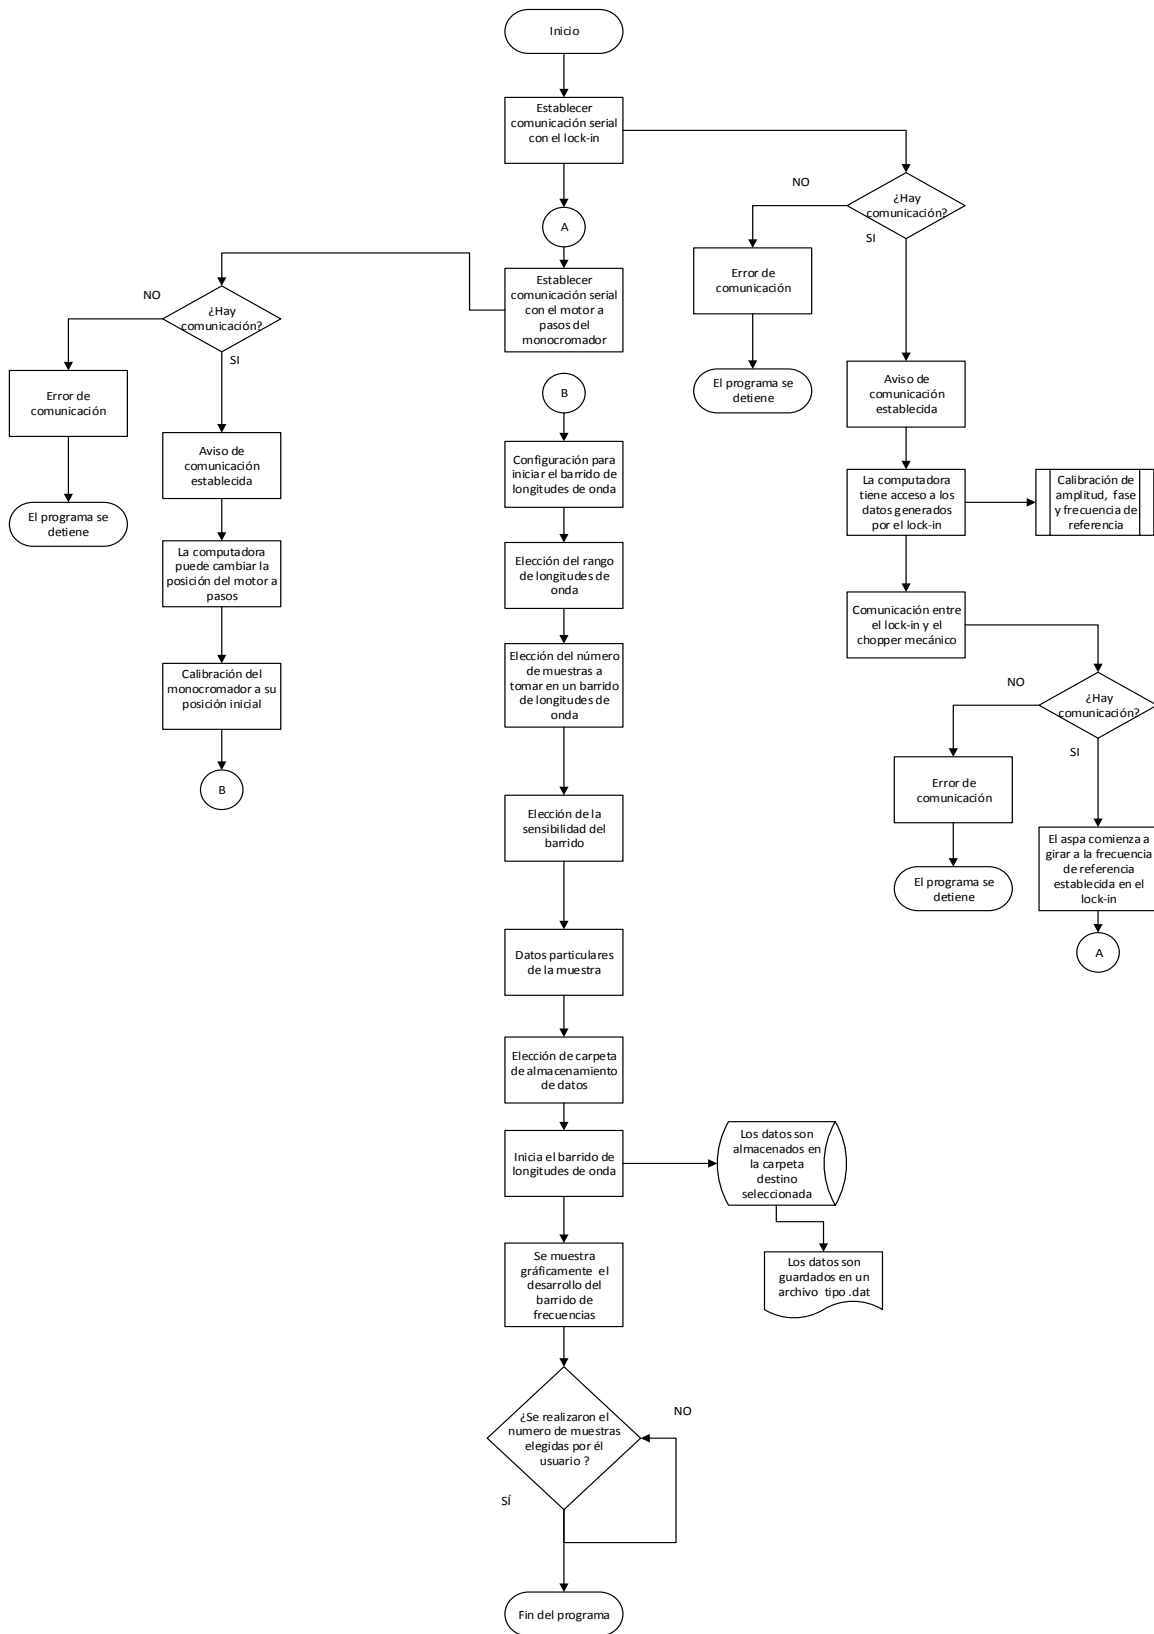 Inicio
Establecer
comunicación serial
con el lock-in
A
Establecer
comunicación serial
con el motor a
pasos del
monocromador
¿Hay
comunicación?
NO
SI
Error de
comunicación
El programa se
detiene
Aviso de
comunicación
establecida
La computadora
tiene acceso a los
datos generados
por el lock-in
Calibración de
amplitud, fase
y frecuencia de
referencia
Comunicación entre
el lock-in y el
chopper mecánico
¿Hay
comunicación?
NO
SI
Error de
comunicación
El programa se
detiene
El aspa comienza a
girar a la frecuencia
de referencia
establecida en el
lock-in
A
¿Hay
comunicación?
NO
SI
Error de
comunicación
El programa se
detiene
Aviso de
comunicación
establecida
La computadora
puede cambiar la
posición del motor a
pasos
Calibración del
monocromador a su
posición inicial
B
B
Configuración para
iniciar el barrido de
longitudes de onda
Elección del rango
de longitudes de
onda
Elección del número
de muestras a
tomar en un barrido
de longitudes de
onda
Elección de la
sensibilidad del
barrido
Datos particulares
de la muestra
Elección de carpeta
de almacenamiento
de datos
Inicia el barrido de
longitudes de onda
Los datos son
almacenados en
la carpeta
destino
seleccionada
Los datos son
guardados en un
archivo tipo .dat
Se muestra
gráficamente el
desarrollo del
barrido de
frecuencias
¿Se realizaron el
numero de muestras
elegidas por él
usuario ?
NO
SÍ
Fin del programa